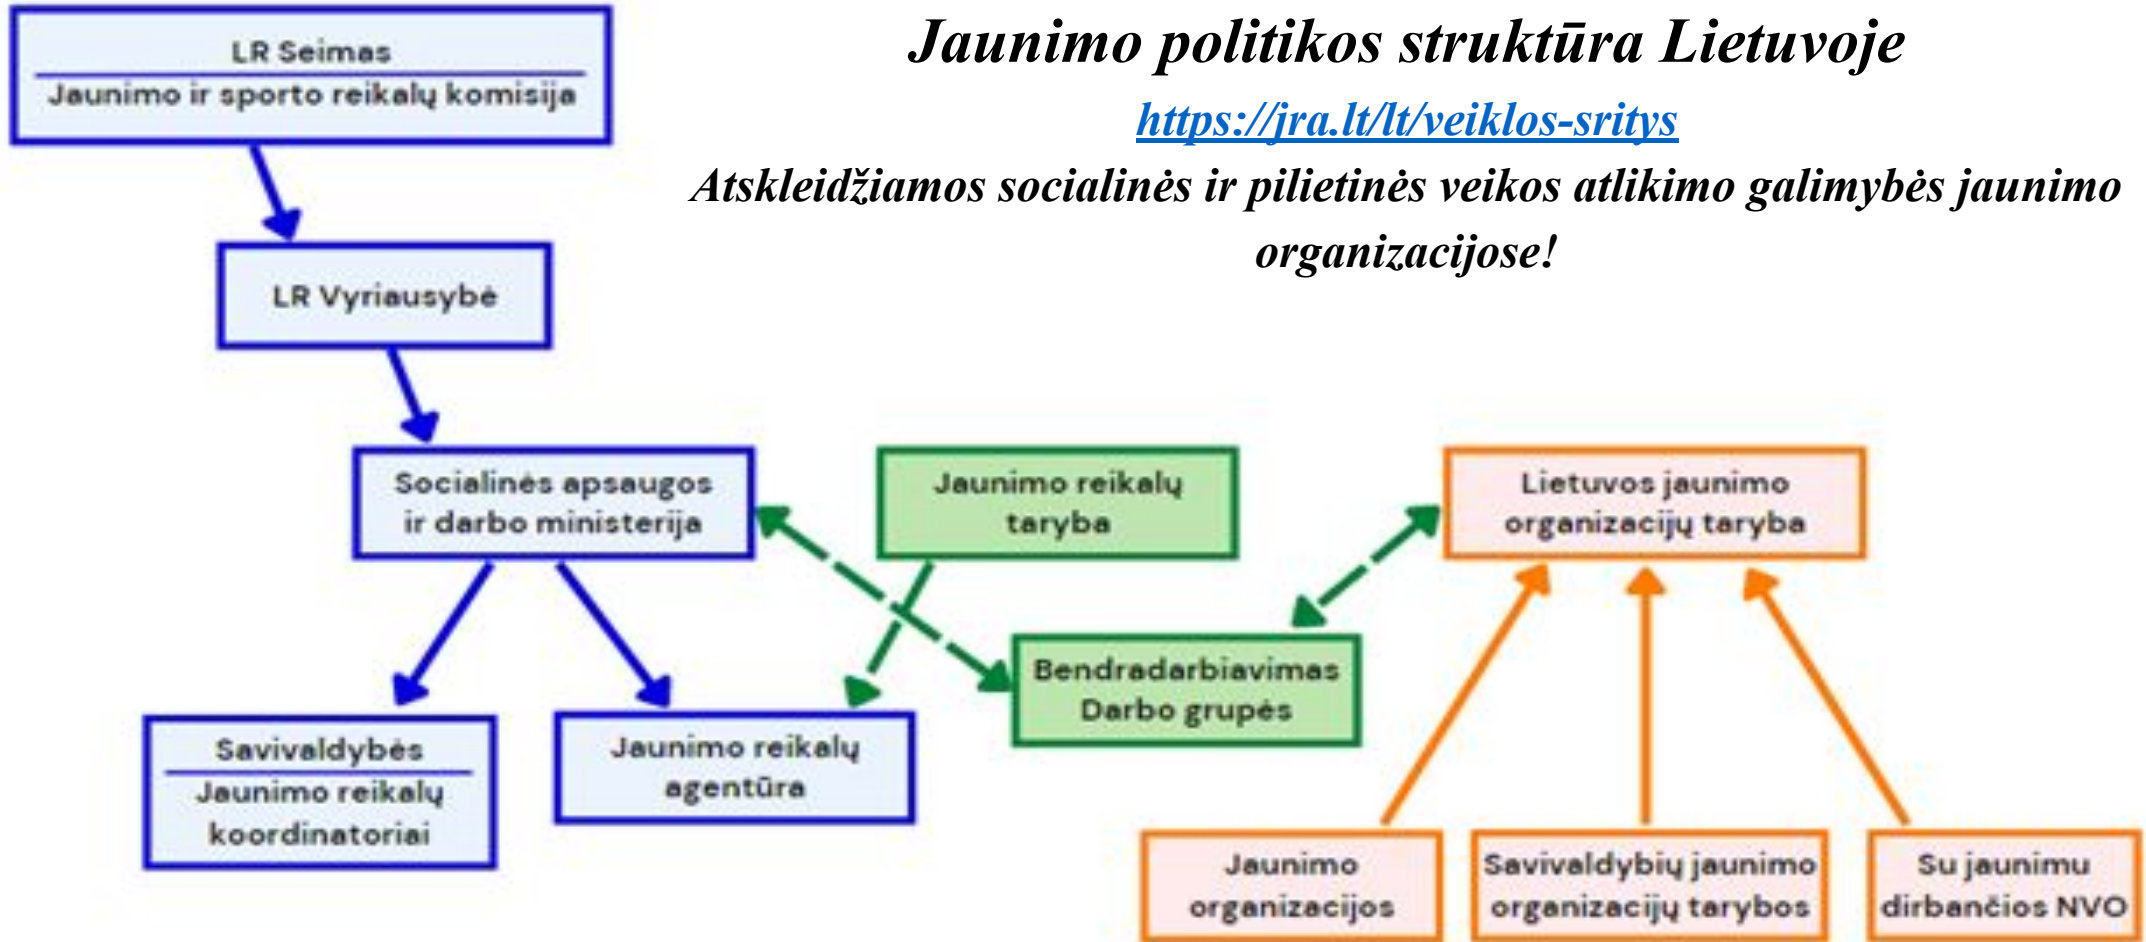 Jaunimo politikos struktūra Lietuvoje
https://jra.lt/lt/veiklos-sritys
Atskleidžiamos socialinės ir pilietinės veikos atlikimo galimybės jaunimo
organizacijose!
LR Seimas
Jaunimo ir sporto reikalų komisija
LR Vyriausybė
Socialinės apsaugos
ir darbo ministerija
Jaunimo reikalų
taryba
Lietuvos jaunimo
organizacijų taryba
Bendradarbiavimas
Darbo grupės
Savivaldybės
Jaunimo reikalų
koordinatoriai
Jaunimo reikalų
agentūra
Jaunimo
organizacijos
Savivaldybių jaunimo
organizacijų tarybos
Su jaunimu
dirbančios NVO